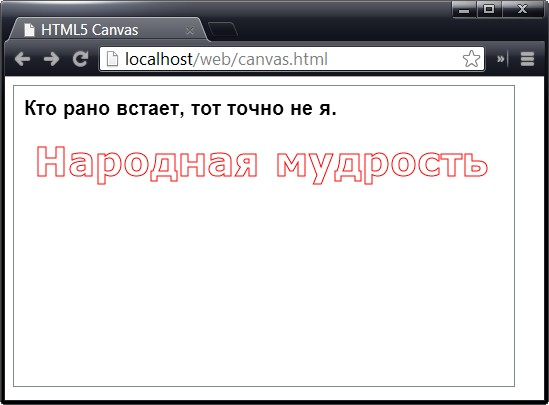 HTML5 Canvas
localhost/web/canvas.html
Кто рано встает, тот точно не я.
Народная мудрость